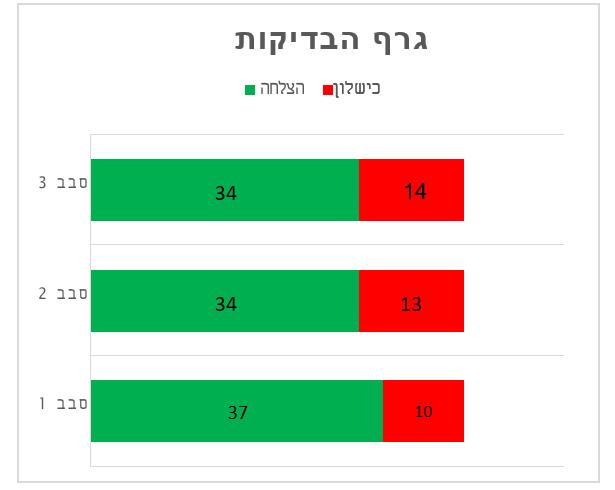 גרף הבדיקות
כישלון הצלחה
סבב 3 34 14
סבב 2 34 13
סבב 1 37 10